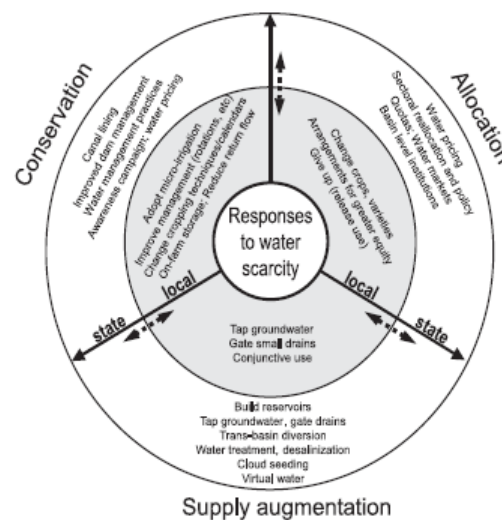 Conservation
Canal lining
Improved dam management
Water management practices
Awareness campaign; water pricing
Adopt micro-irrigation
Improve management (rotations, etc)
Change cropping techniques/calendars
On-farm storage; Reduce return flow
Allocation
Water pricing
Sectoral reallocation and policy
Quotas; Water markets
Basin level institutions
Change crops, varieties
Arrangements for greater equity
Give up (release use)
Responses
to water
scarcity
local
state
local
state
Tap groundwater
Gate small drains
Conjunctive use
Build reservoirs
Tap groundwater, gate drains
Trans-basin diversion
Water treatment, desalinization
Cloud seeding
Virtual water
Supply augmentation